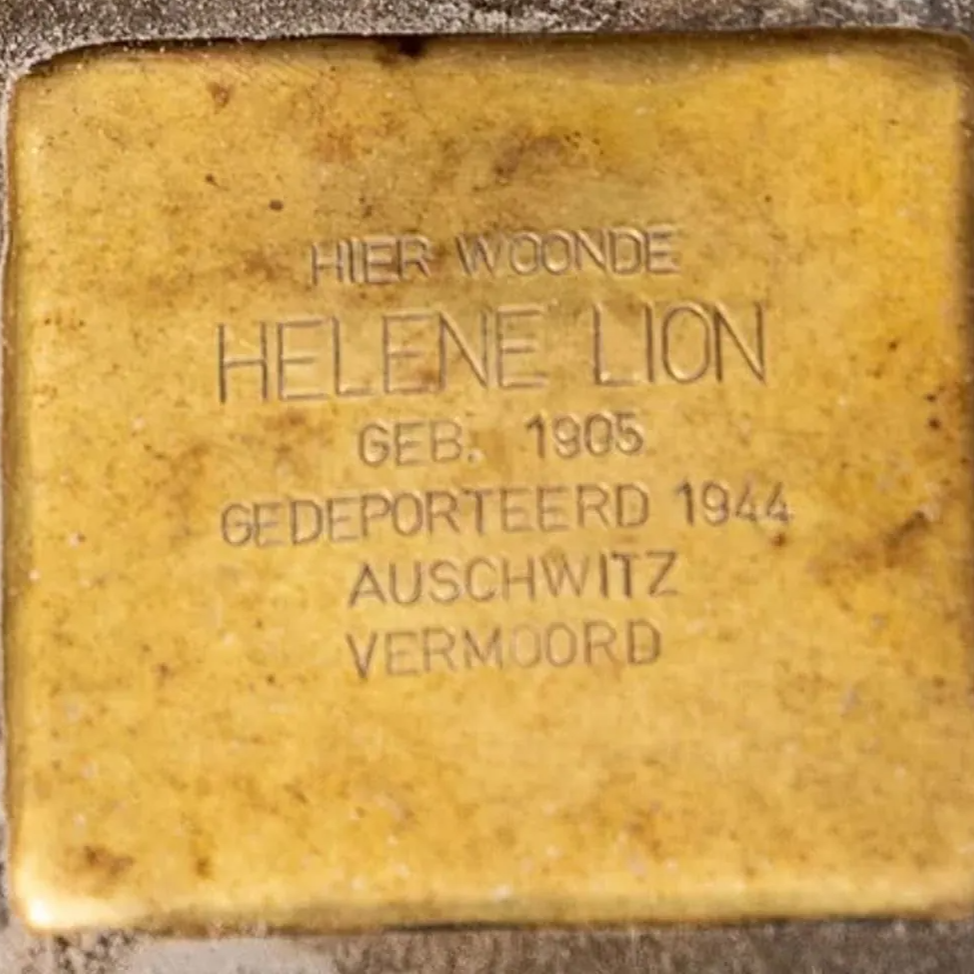 HIER WOONDE
HELENE LION
GEB. 1905
GEDEPORTEERD 1944
AUSCHWITZ
VERMOORD